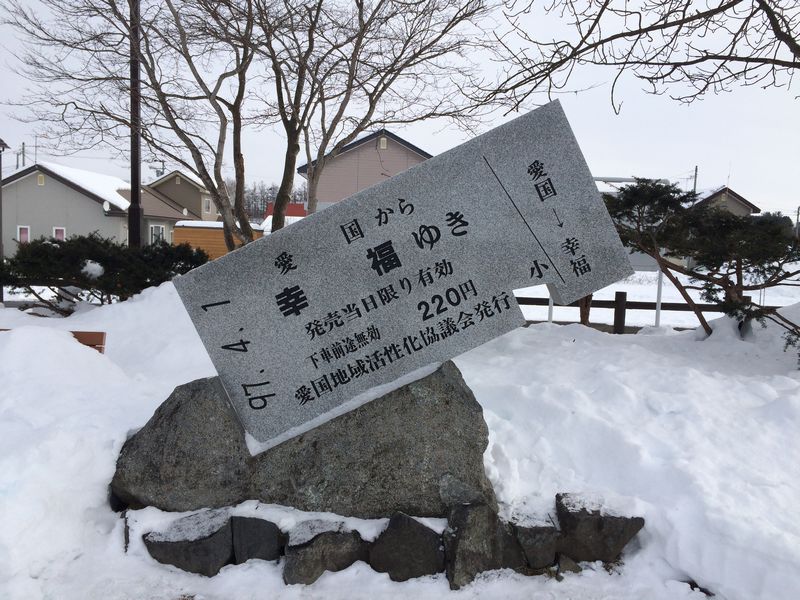 愛国から
幸福ゆき
発売当日限り有効
下車前途無効 220円
愛国地域活性化協議会発行
97.4.1
愛国→幸福
小